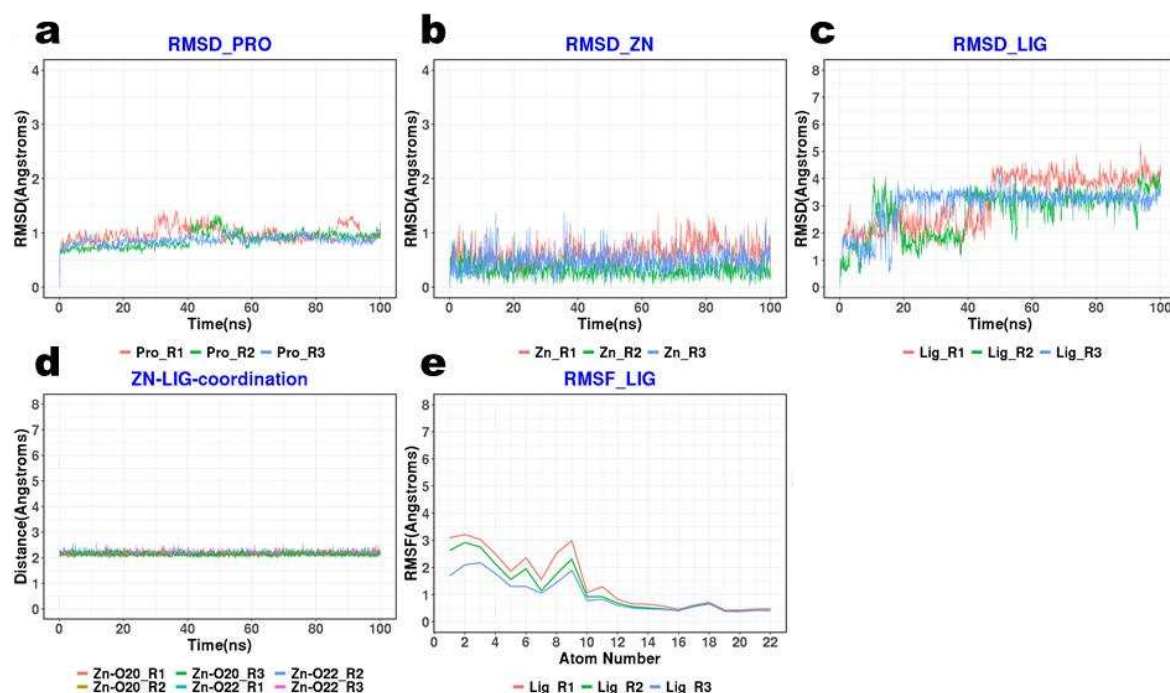 a
RMSD_PRO
RMSD(Angstroms)
4
3
2
1
0
0 20 40 60 80 100
Time(ns)
Pro_R1 Pro_R2 Pro_R3
b
RMSD_ZN
RMSD(Angstroms)
4
3
2
1
0
0 20 40 60 80 100
Time(ns)
Zn_R1 Zn_R2 Zn_R3
c
RMSD_LIG
RMSD(Angstroms)
8
7
6
5
4
3
2
1
0
0 20 40 60 80 100
Time(ns)
Lig_R1 Lig_R2 Lig_R3
d
ZN-LIG-coordination
Distance(Angstroms)
8
7
6
5
4
3
2
1
0
0 20 40 60 80 100
Time(ns)
Zn-O20_R1 Zn-O20_R3 Zn-O22_R2
Zn-O20_R2 Zn-O22_R1 Zn-O22_R3
e
RMSF_LIG
RMSF(Angstroms)
8
7
6
5
4
3
2
1
0
0 2 4 6 8 10 12 14 16 18 20 22
Atom Number
Lig_R1 Lig_R2 Lig_R3